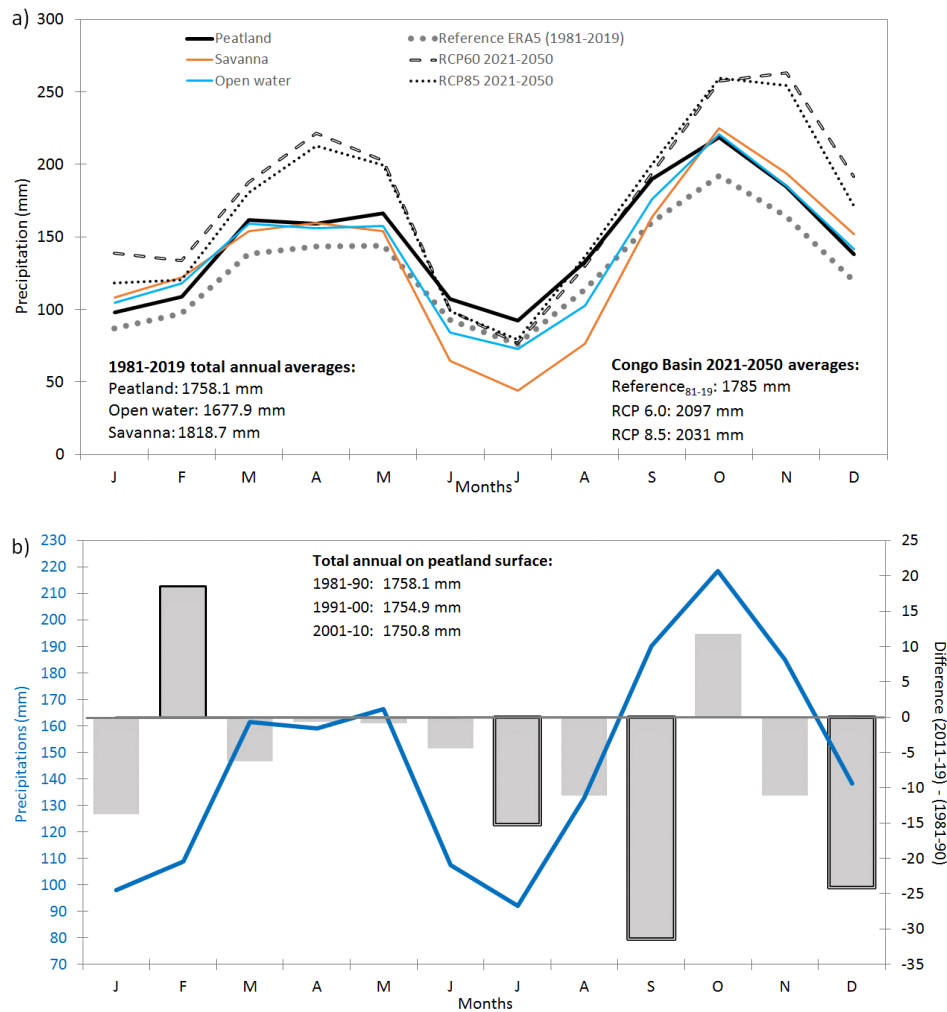 a)
300
250
200
150
100
50
0
Precipitation (mm)
Peatland
Savanna
Open water
Reference ERA5 (1981-2019)
RCP60 2021-2050
RCP85 2021-2050
1981-2019 total annual averages:
Peatland: 1758.1 mm
Open water: 1677.9 mm
Savanna: 1818.7 mm
Congo Basin 2021-2050 averages:
Reference81-19: 1785 mm
RCP 6.0: 2097 mm
RCP 8.5: 2031 mm
J F M A M J J A S O N D
Months
b)
230
220
210
200
190
180
170
160
150
140
130
120
110
100
90
80
70
Precipitations (mm)
Total annual on peatland surface:
1981-90: 1758.1 mm
1991-00: 1754.9 mm
2001-10: 1750.8 mm
25
20
15
10
5
0
-5
-10
-15
-20
-25
-30
-35
Difference (2011-19) - (1981-90)
J F M A M J J A S O N D
Months